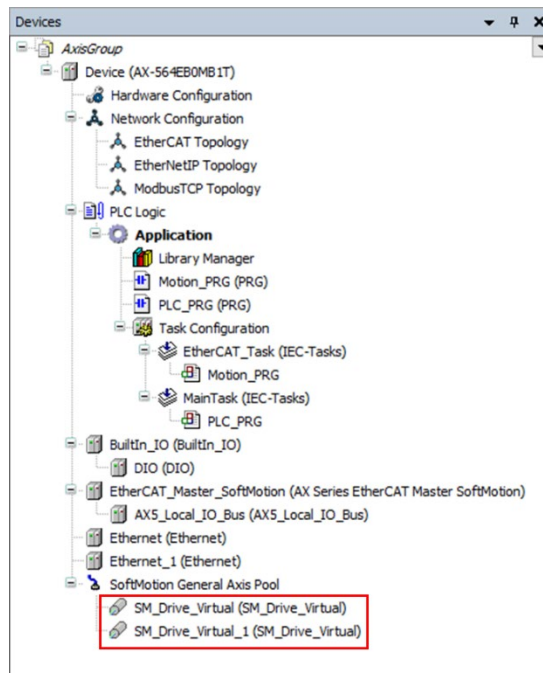 Devices
AxisGroup
Device (AX-564EB0MB1T)
Hardware Configuration
Network Configuration
EtherCAT Topology
EtherNetIP Topology
ModbusTCP Topology
PLC Logic
Application
Library Manager
Motion_PRG (PRG)
PLC_PRG (PRG)
Task Configuration
EtherCAT_Task (IEC-Tasks)
Motion_PRG
MainTask (IEC-Tasks)
PLC_PRG
BuiltIn_IO (BuiltIn_IO)
DIO (DIO)
EtherCAT_Master_SoftMotion (AX Series EtherCAT Master SoftMotion)
AX5_Local_IO_Bus (AX5_Local_IO_Bus)
Ethernet (Ethernet)
Ethernet_1 (Ethernet)
SoftMotion General Axis Pool
SM_Drive_Virtual (SM_Drive_Virtual)
SM_Drive_Virtual_1 (SM_Drive_Virtual)